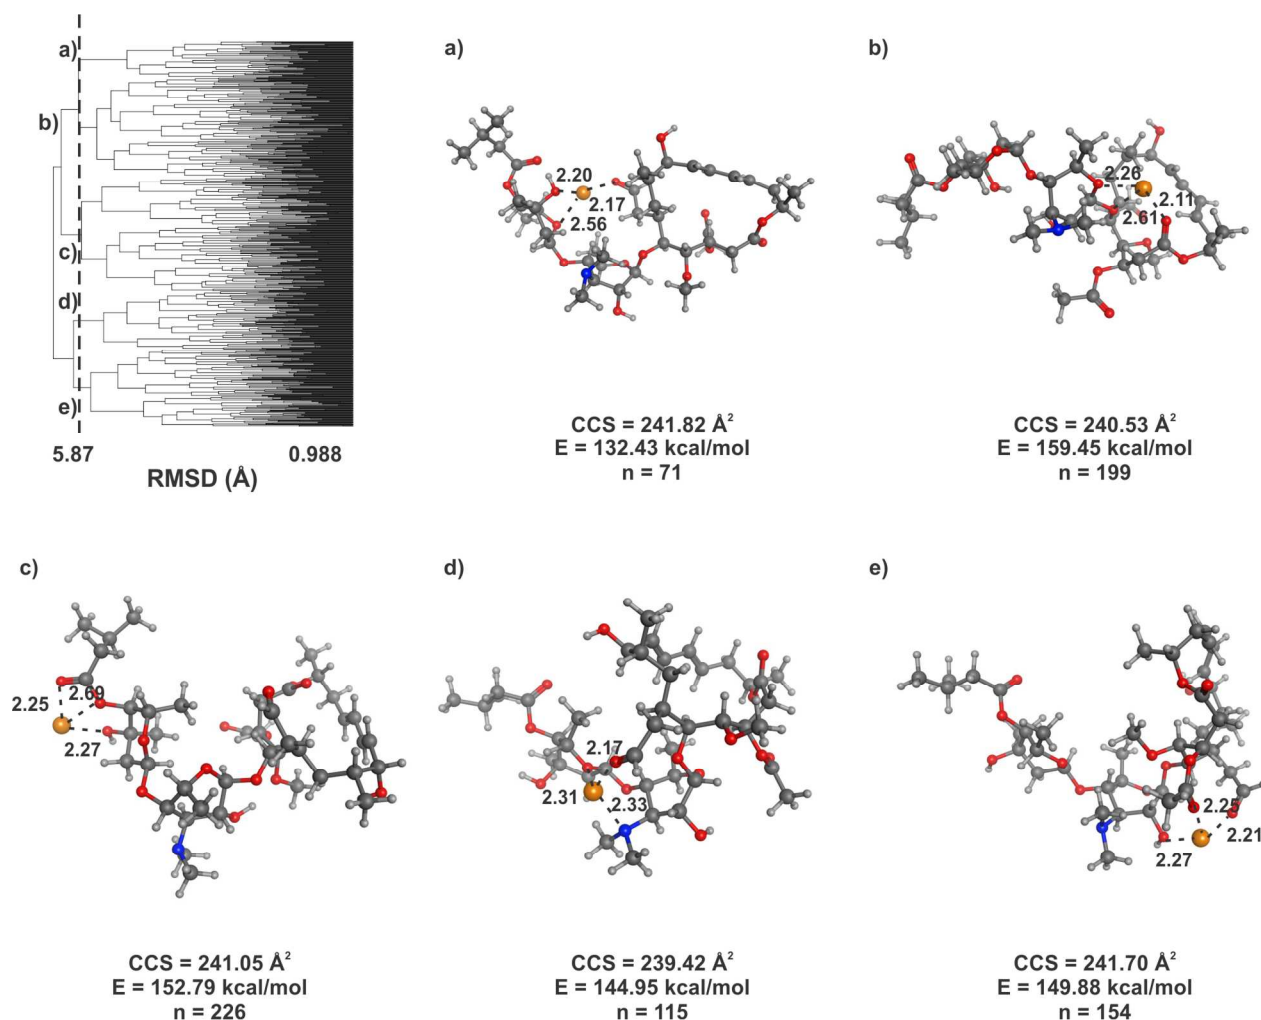 a)
b)
c)
d)
e)
5.87
0.988
RMSD (Å)
a)
2.20
2.17
2.56
CCS = 241.82 Å²
E = 132.43 kcal/mol
n = 71
b)
2.26
2.11
2.61
CCS = 240.53 Å²
E = 159.45 kcal/mol
n = 199
c)
2.25
2.69
2.27
CCS = 241.05 Å²
E = 152.79 kcal/mol
n = 226
d)
2.17
2.31
2.33
CCS = 239.42 Å²
E = 144.95 kcal/mol
n = 115
e)
2.25
2.21
2.27
CCS = 241.70 Å²
E = 149.88 kcal/mol
n = 154